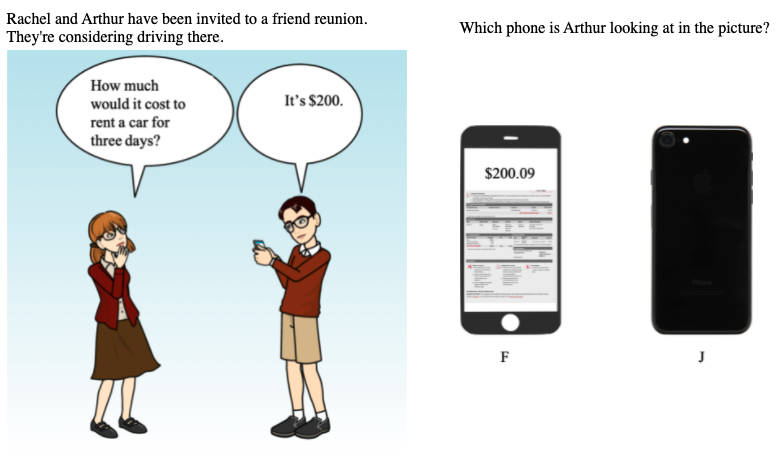 Rachel and Arthur have been invited to a friend reunion.
They're considering driving there.
How much
would it cost to
rent a car for
three days?
It's $200.
Which phone is Arthur looking at in the picture?
$200.09
F
J